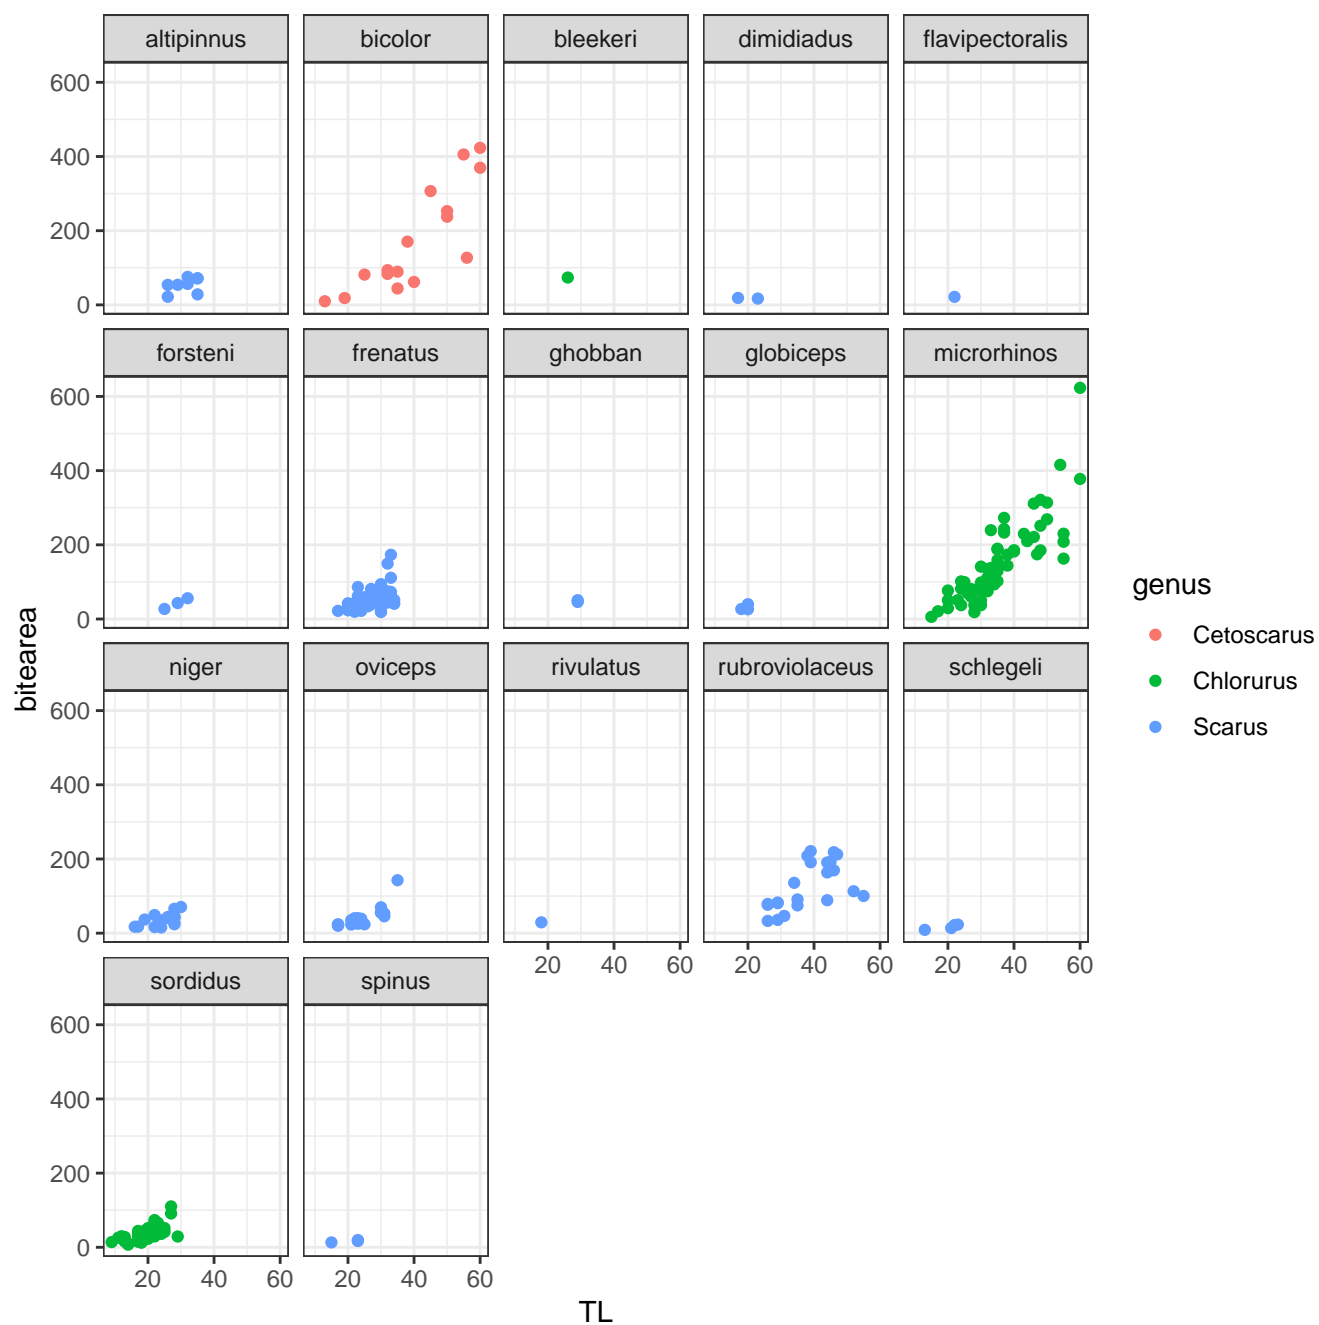 altipinnus bicolor bleekeri dimidiadus flavipectoralis
600
400
200
0
forsteni frenatus ghobban globiceps microrhinos
600
400
200
0
niger oviceps rivulatus rubroviolaceus schlegeli
600
400
200
0
20 40 60 20 40 60 20 40 60
sordidus spinus
600
400
200
0
20 40 60 20 40 60
TL
bitearea
genus
Cetoscarus
Chlorurus
Scarus